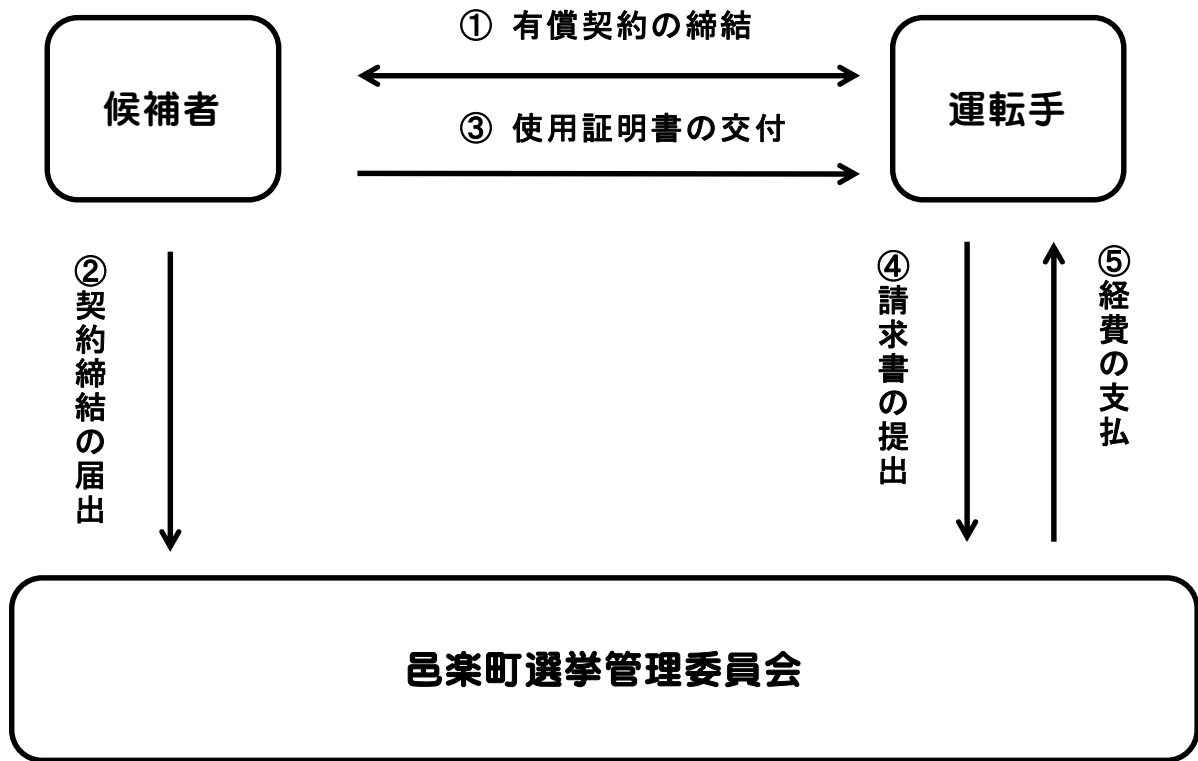 ① 有償契約の締結
候補者
運転手
③ 使用証明書の交付
②契約締結の届出
④請求書の提出
⑤経費の支払
邑楽町選挙管理委員会